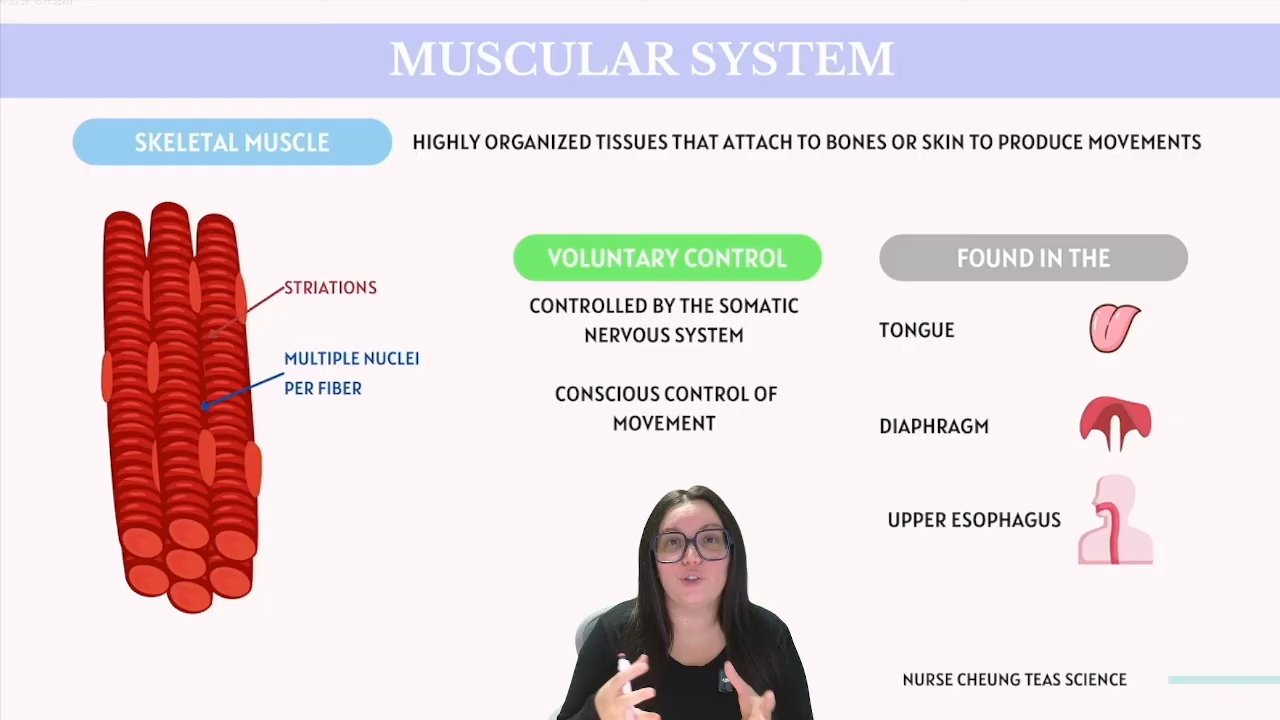 MUSCULAR SYSTEM
SKELETAL MUSCLE
HIGHLY ORGANIZED TISSUES THAT ATTACH TO BONES OR SKIN TO PRODUCE MOVEMENTS
STRIATIONS
MULTIPLE NUCLEI
PER FIBER
VOLUNTARY CONTROL
CONTROLLED BY THE SOMATIC
NERVOUS SYSTEM
CONSCIOUS CONTROL OF
MOVEMENT
FOUND IN THE
TONGUE
DIAPHRAGM
UPPER ESOPHAGUS
NURSE CHEUNG TEAS SCIENCE